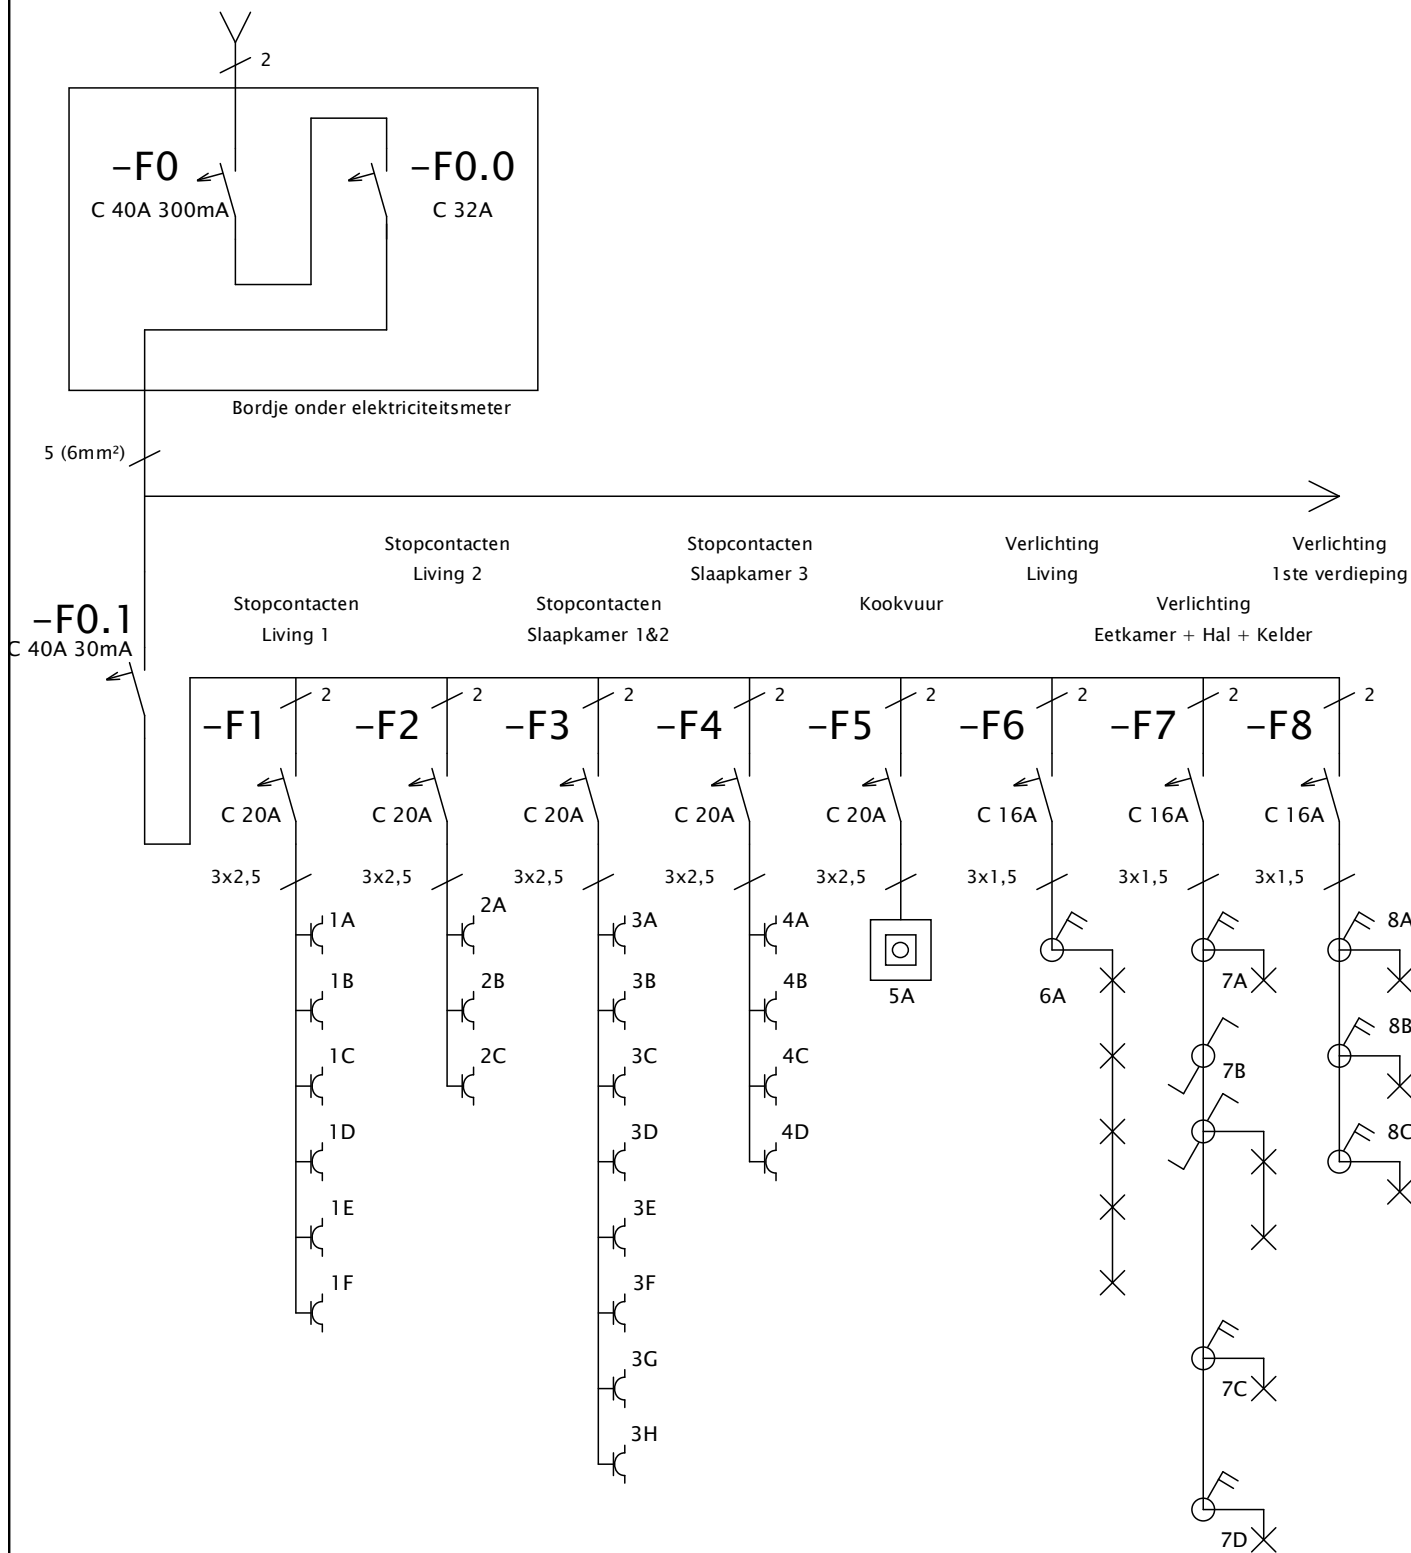 2
-F0
-F0.0
C 40A 300mA
C 32A
Bordje onder elektriciteitsmeter
5 (6mm²)
Stopcontacten
Living 2
Stopcontacten
Slaapkamer 3
Verlichting
Living
Verlichting
1ste verdieping
Stopcontacten
Living 1
Stopcontacten
Slaapkamer 1&2
Kookvuur
Verlichting
Eetkamer + Hal + Kelder
-F0.1
C 40A 30mA
2
2
2
2
2
2
2
2
-F1
-F2
-F3
-F4
-F5
-F6
-F7
-F8
C 20A
C 20A
C 20A
C 20A
C 20A
C 16A
C 16A
C 16A
3x2,5
3x2,5
3x2,5
3x2,5
3x2,5
3x1,5
3x1,5
3x1,5
1A
1B
1C
1D
1E
1F
2A
2B
2C
3A
3B
3C
3D
3E
3F
3G
3H
4A
4B
4C
4D
5A
6A
7A
7B
7C
7D
8A
8B
8C